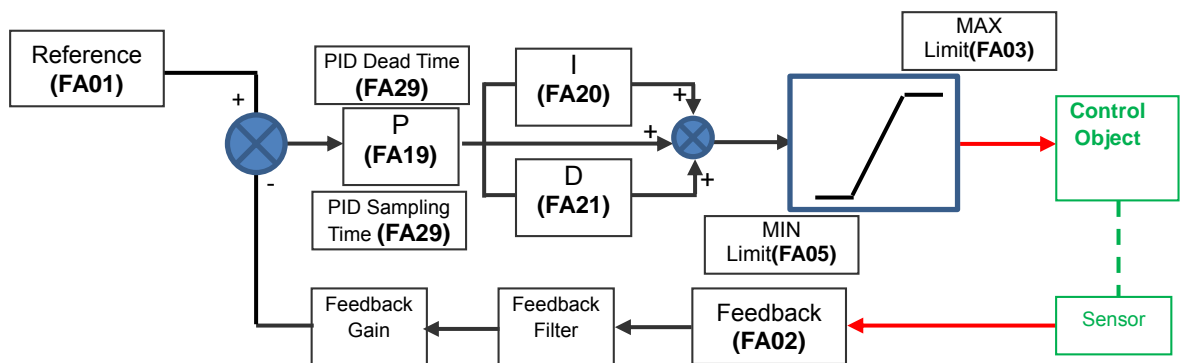 Reference
(FA01)
+
-
PID Dead Time
(FA29)
P
(FA19)
PID Sampling
Time (FA29)
I
(FA20)
D
(FA21)
+
+
+
MAX
Limit(FA03)
MIN
Limit(FA05)
Control
Object
Sensor
Feedback
(FA02)
Feedback
Filter
Feedback
Gain